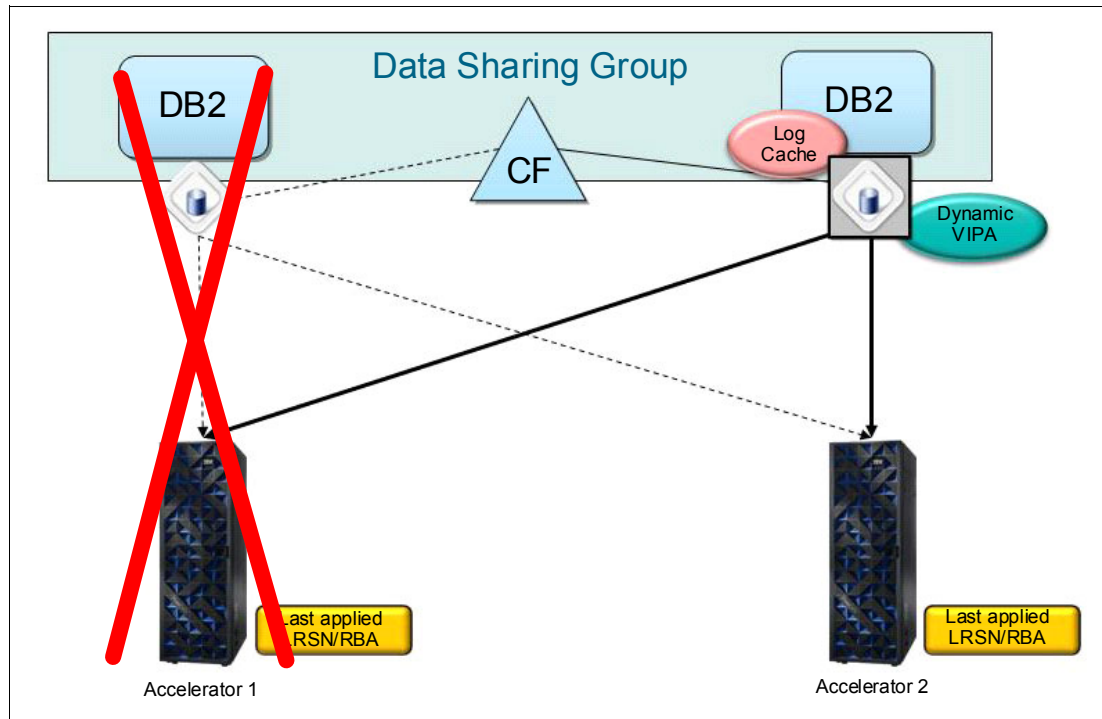 Data Sharing Group
DB2
DB2
Log
Cache
CF
Dynamic
VIPA
Last applied
LRSN/RBA
Last applied
LRSN/RBA
Accelerator 1
Accelerator 2